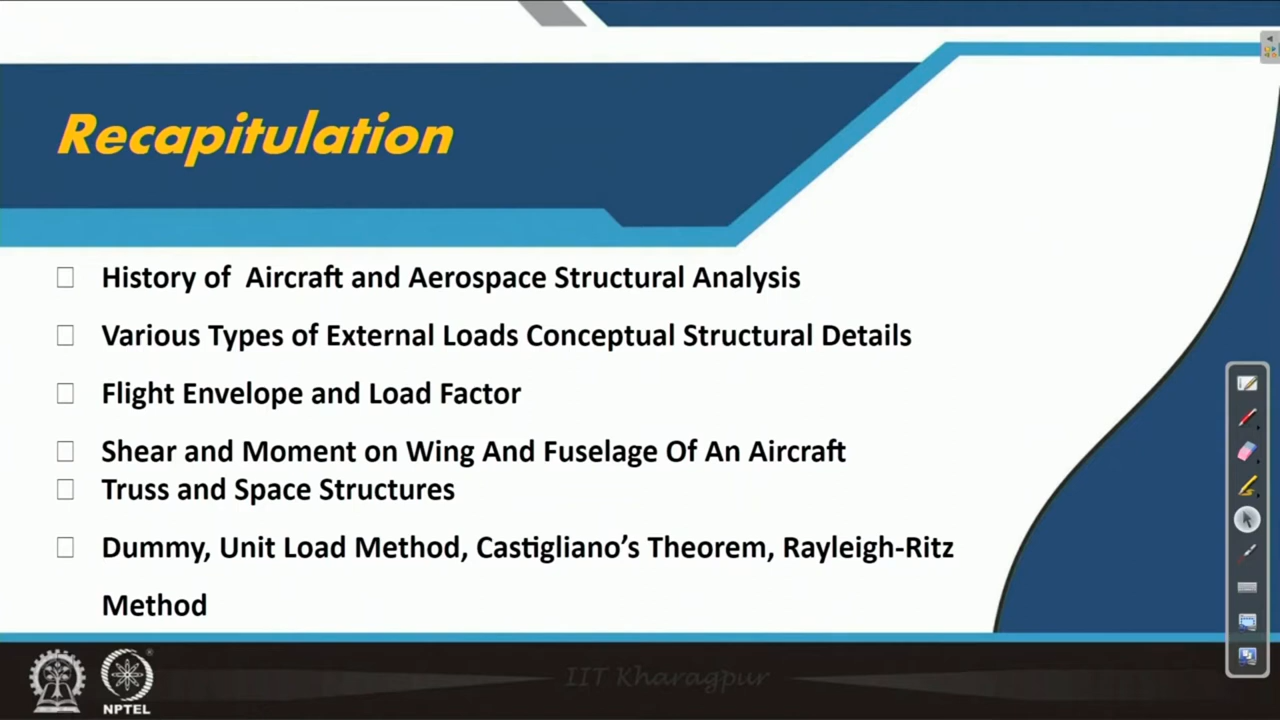 Recapitulation
History of Aircraft and Aerospace Structural Analysis
Various Types of External Loads Conceptual Structural Details
Flight Envelope and Load Factor
Shear and Moment on Wing And Fuselage Of An Aircraft
Truss and Space Structures
Dummy, Unit Load Method, Castigliano’s Theorem, Rayleigh-Ritz
Method
IIT Kharagpur
NPTEL